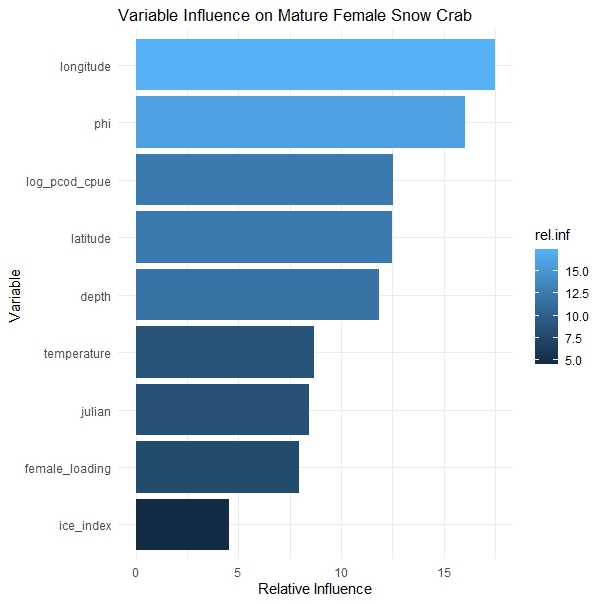 Variable Influence on Mature Female Snow Crab
Variable
longitude
phi
log_pcod_cpue
latitude
depth
temperature
julian
female_loading
ice_index
0 5 10 15
Relative Influence
rel.inf
15.0
12.5
10.0
7.5
5.0